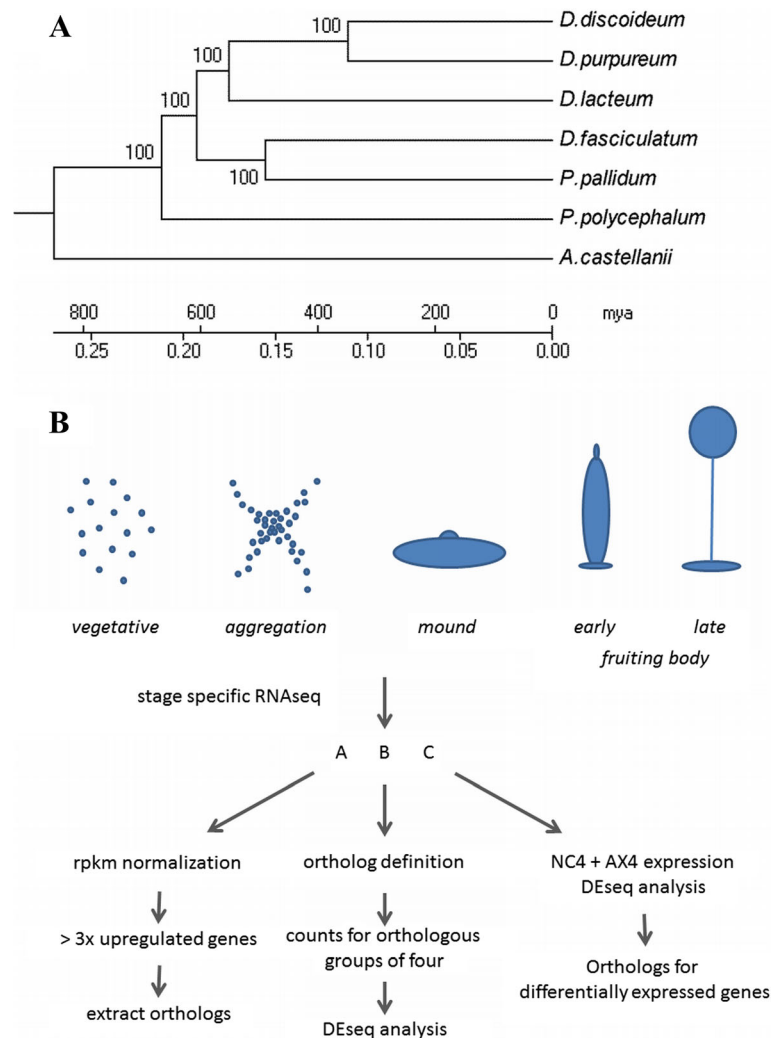 A
D.discoideum
100
D.purpureum
100
D.lacteum
100
D.fasciculatum
100
100
P.pallidum
P.polycephalum
A.castellanii
800 600 400 200 0 mya
0.25 0.20 0.15 0.10 0.05 0.00
B
vegetative aggregation mound early late
fruiting body
stage specific RNAseq
A B C
rpkm normalization
> 3x upregulated genes
extract orthologs
ortholog definition
counts for orthologous
groups of four
DEseq analysis
NC4 + AX4 expression
DEseq analysis
Orthologs for
differentially expressed genes